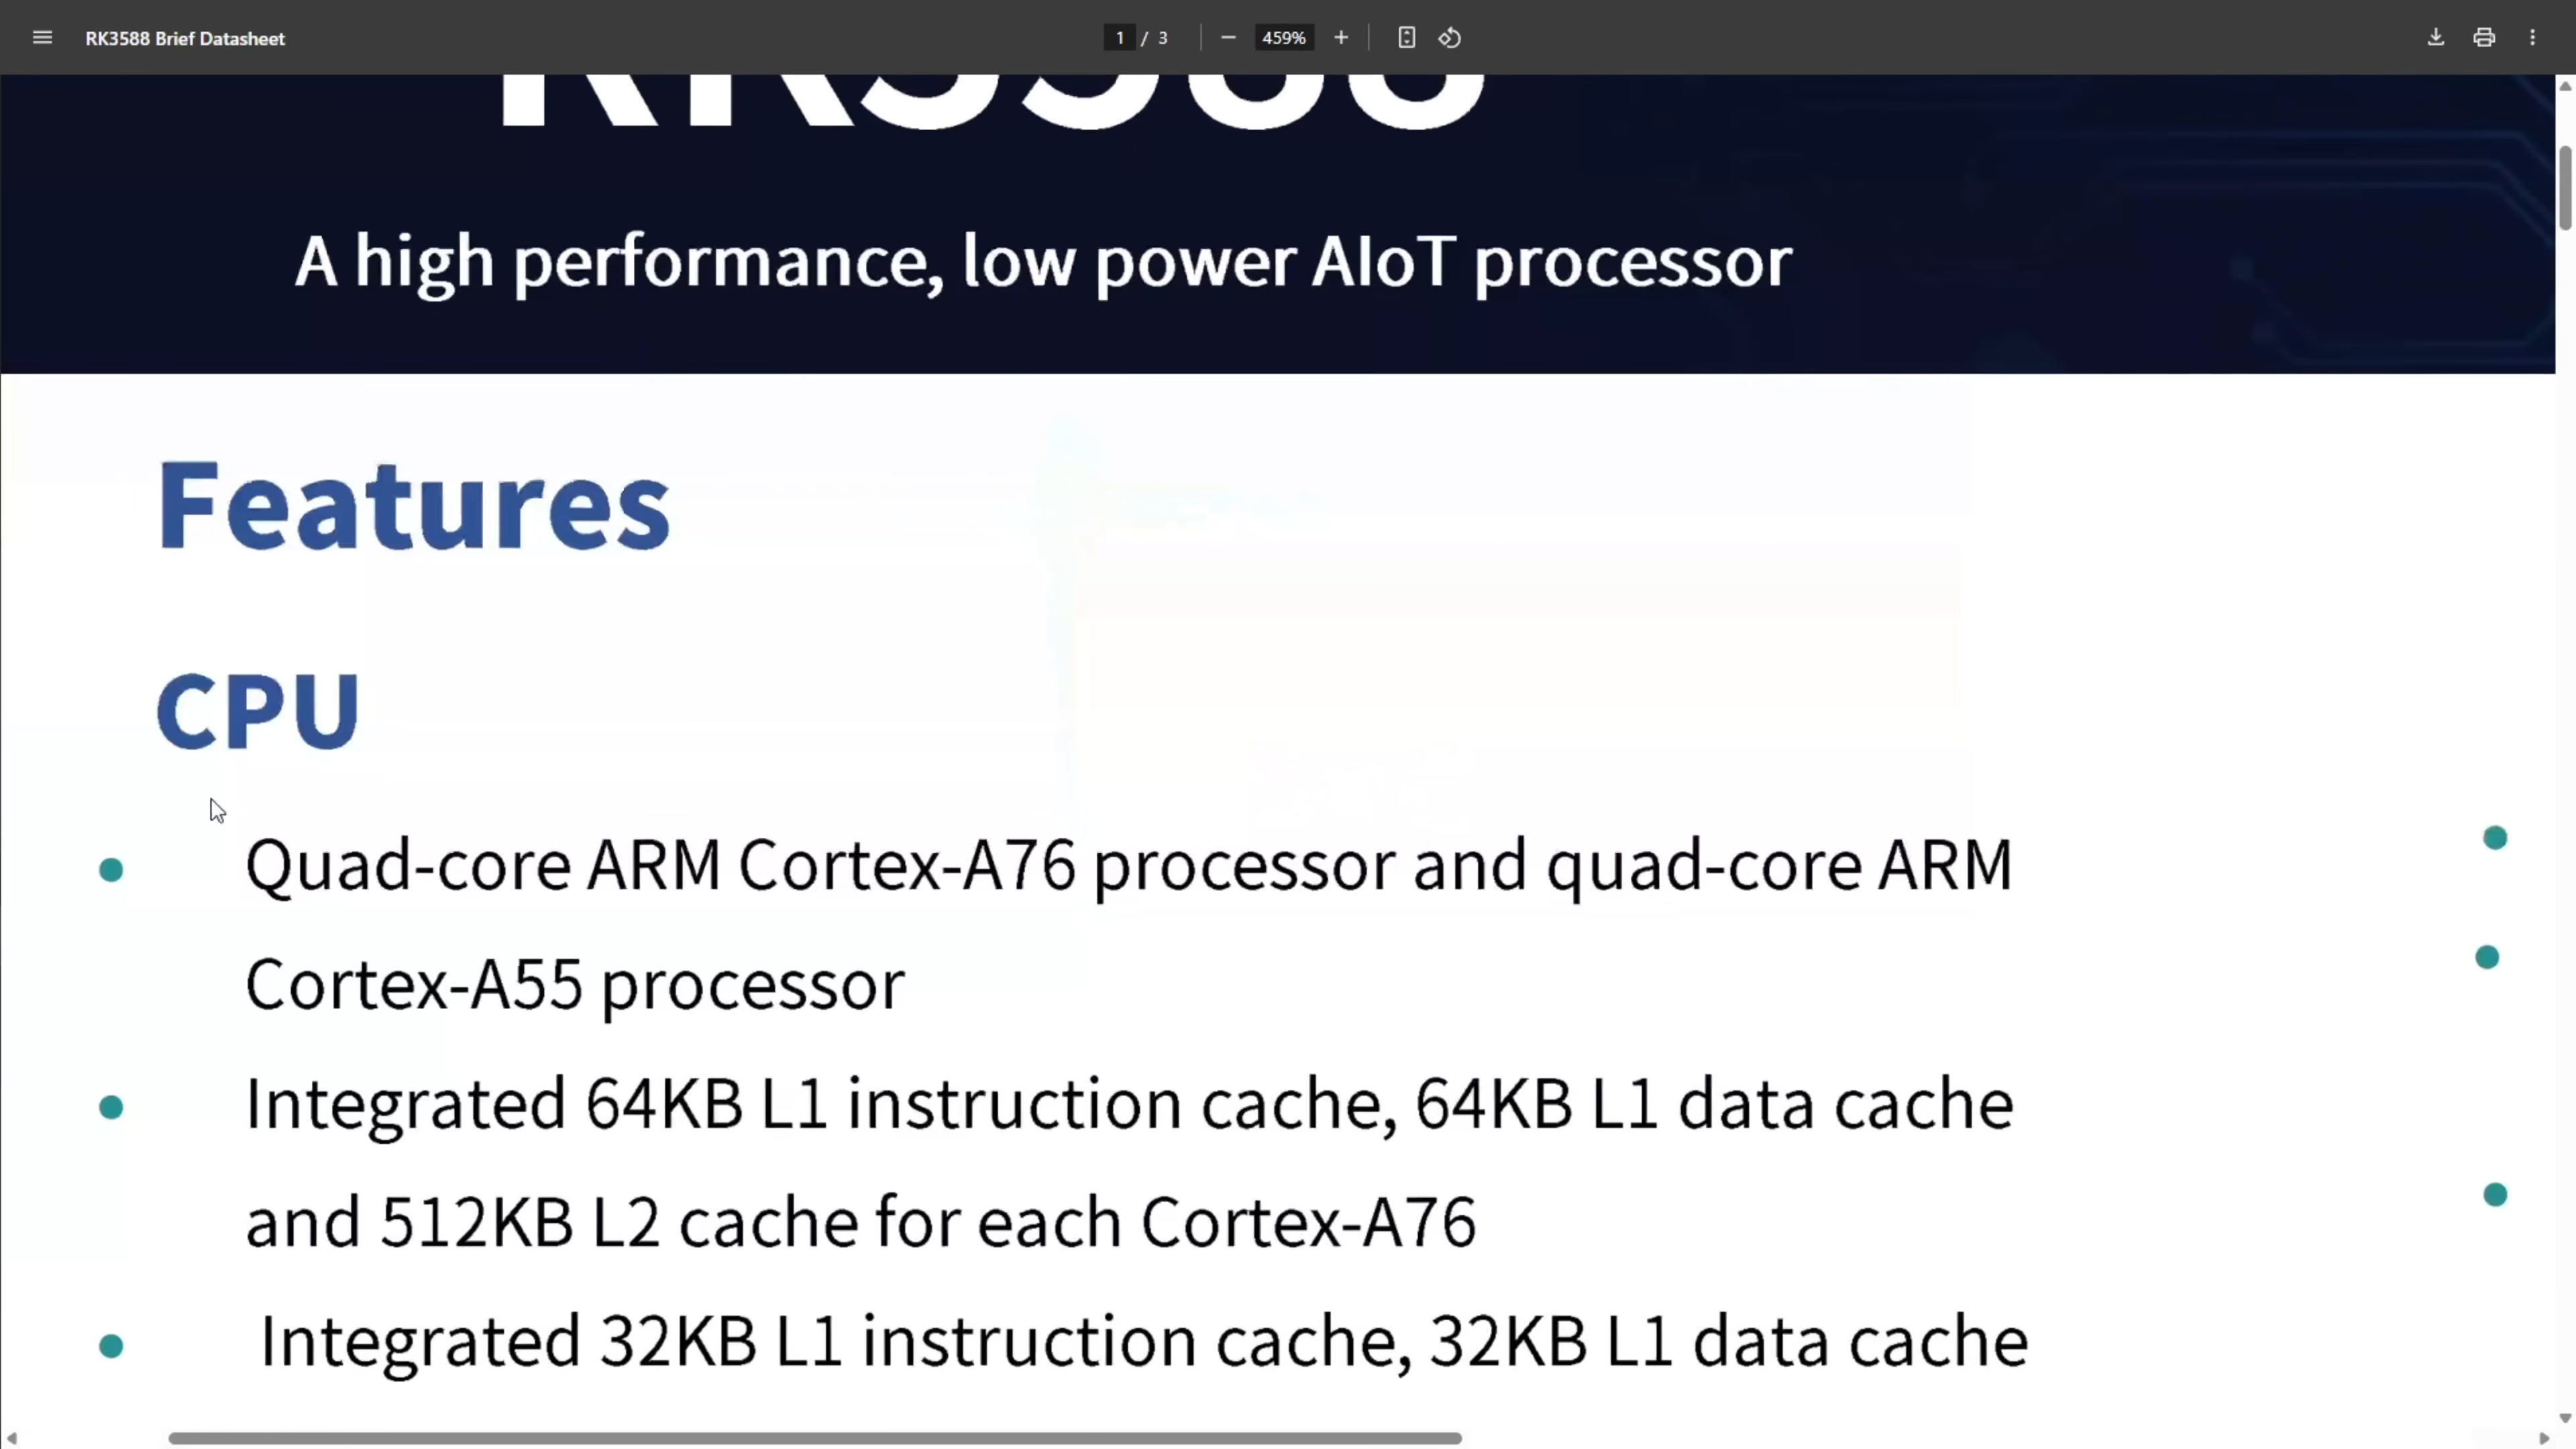 RK3588 Brief Datasheet
1 / 3
459%
RK3588
A high performance, low power AIoT processor
Features
CPU
Quad-core ARM Cortex-A76 processor and quad-core ARM
Cortex-A55 processor
Integrated 64KB L1 instruction cache, 64KB L1 data cache
and 512KB L2 cache for each Cortex-A76
Integrated 32KB L1 instruction cache, 32KB L1 data cache